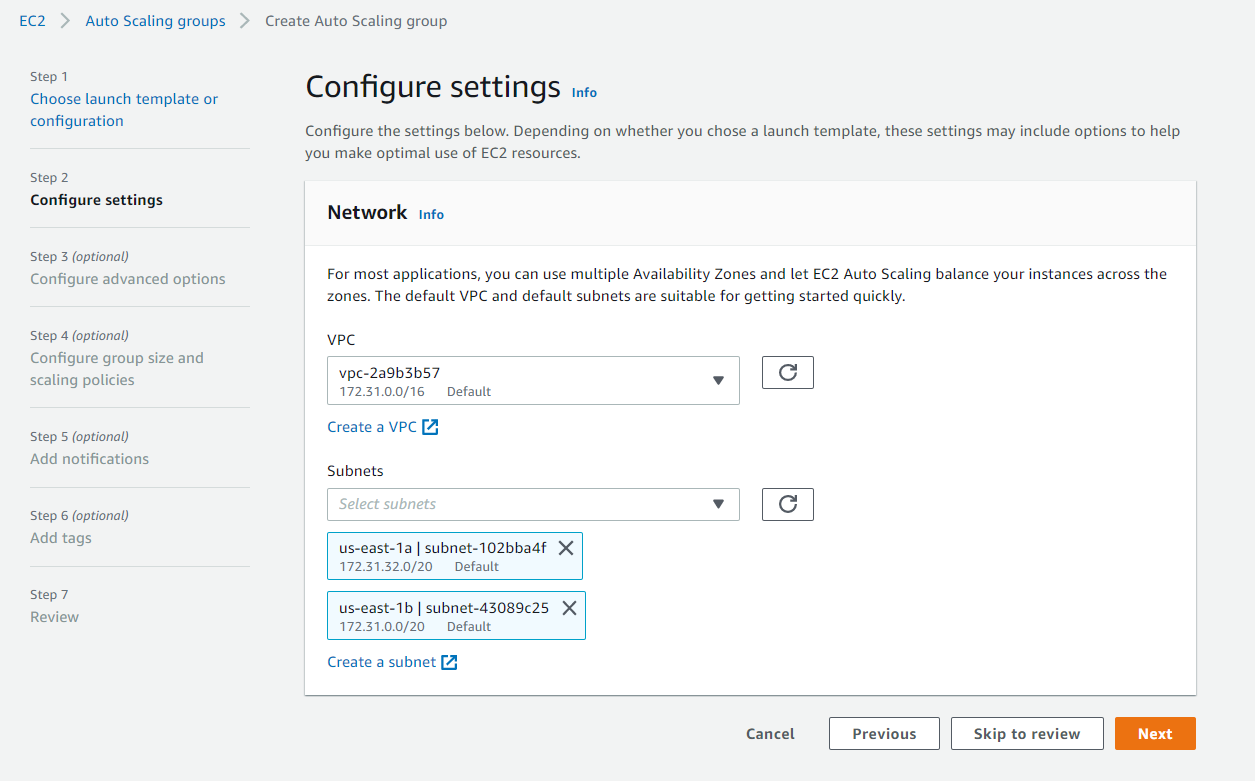 EC2 > Auto Scaling groups > Create Auto Scaling group
Step 1
Choose launch template or
configuration
Step 2
Configure settings
Step 3 (optional)
Configure advanced options
Step 4 (optional)
Configure group size and
scaling policies
Step 5 (optional)
Add notifications
Step 6 (optional)
Add tags
Step 7
Review
Configure settings Info
Configure the settings below. Depending on whether you chose a launch template, these settings may include options to help
you make optimal use of EC2 resources.
Network Info
For most applications, you can use multiple Availability Zones and let EC2 Auto Scaling balance your instances across the
zones. The default VPC and default subnets are suitable for getting started quickly.
VPC
vpc-2a9b3b57
172.31.0.0/16 Default
Create a VPC
Subnets
Select subnets
us-east-1a | subnet-102bba4f
172.31.32.0/20 Default
us-east-1b | subnet-43089c25
172.31.0.0/20 Default
Create a subnet
Cancel Previous Skip to review Next